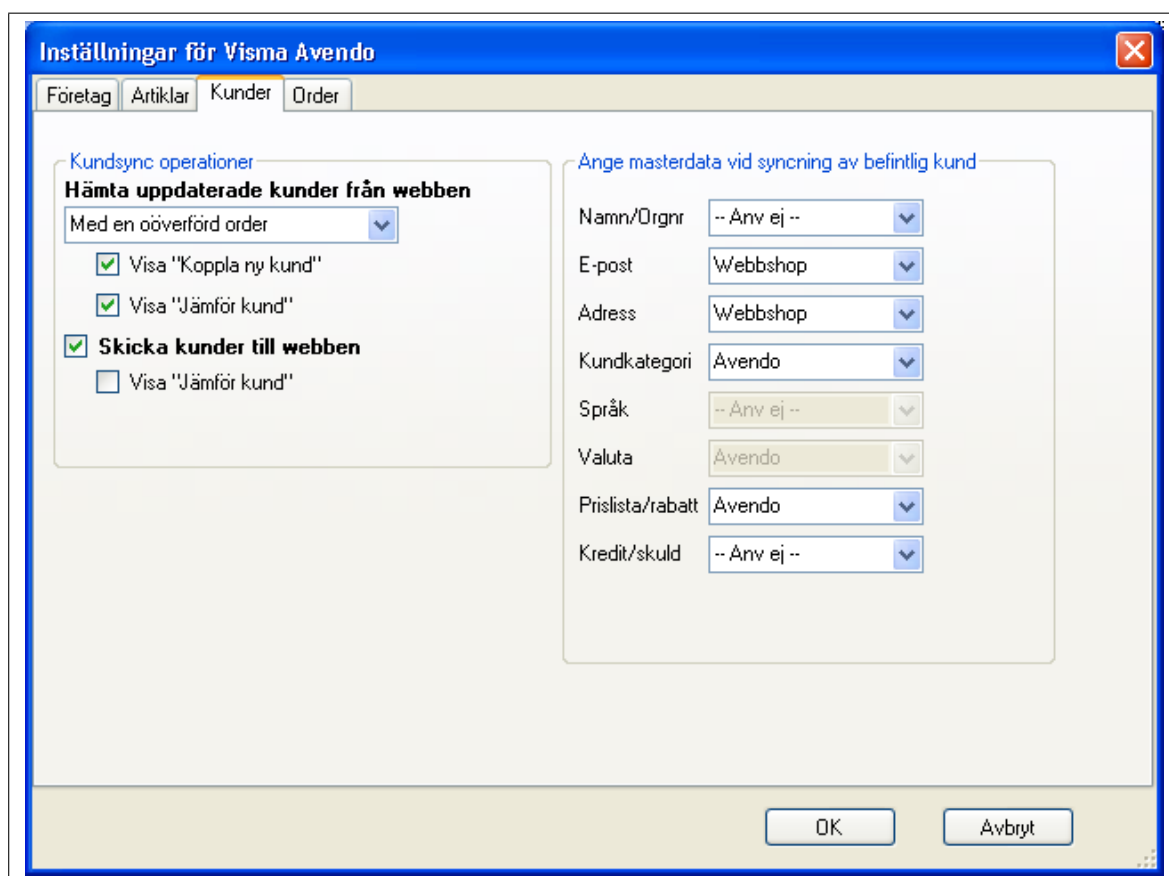 Inställningar för Visma Avendo
Företag Artiklar Kunder Order
Kundsync operationer
Hämta uppdaterade kunder från webben
Med en oöverförd order
Visa "Koppla ny kund"
Visa "Jämför kund"
Skicka kunder till webben
Visa "Jämför kund"
Ange masterdata vid syncning av befintlig kund
Namn/Orgnr -- Anv ej --
E-post Webbshop
Adress Webbshop
Kundkategori Avendo
Språk -- Anv ej --
Valuta Avendo
Prislista/rabatt Avendo
Kredit/skuld -- Anv ej --
OK Avbryt